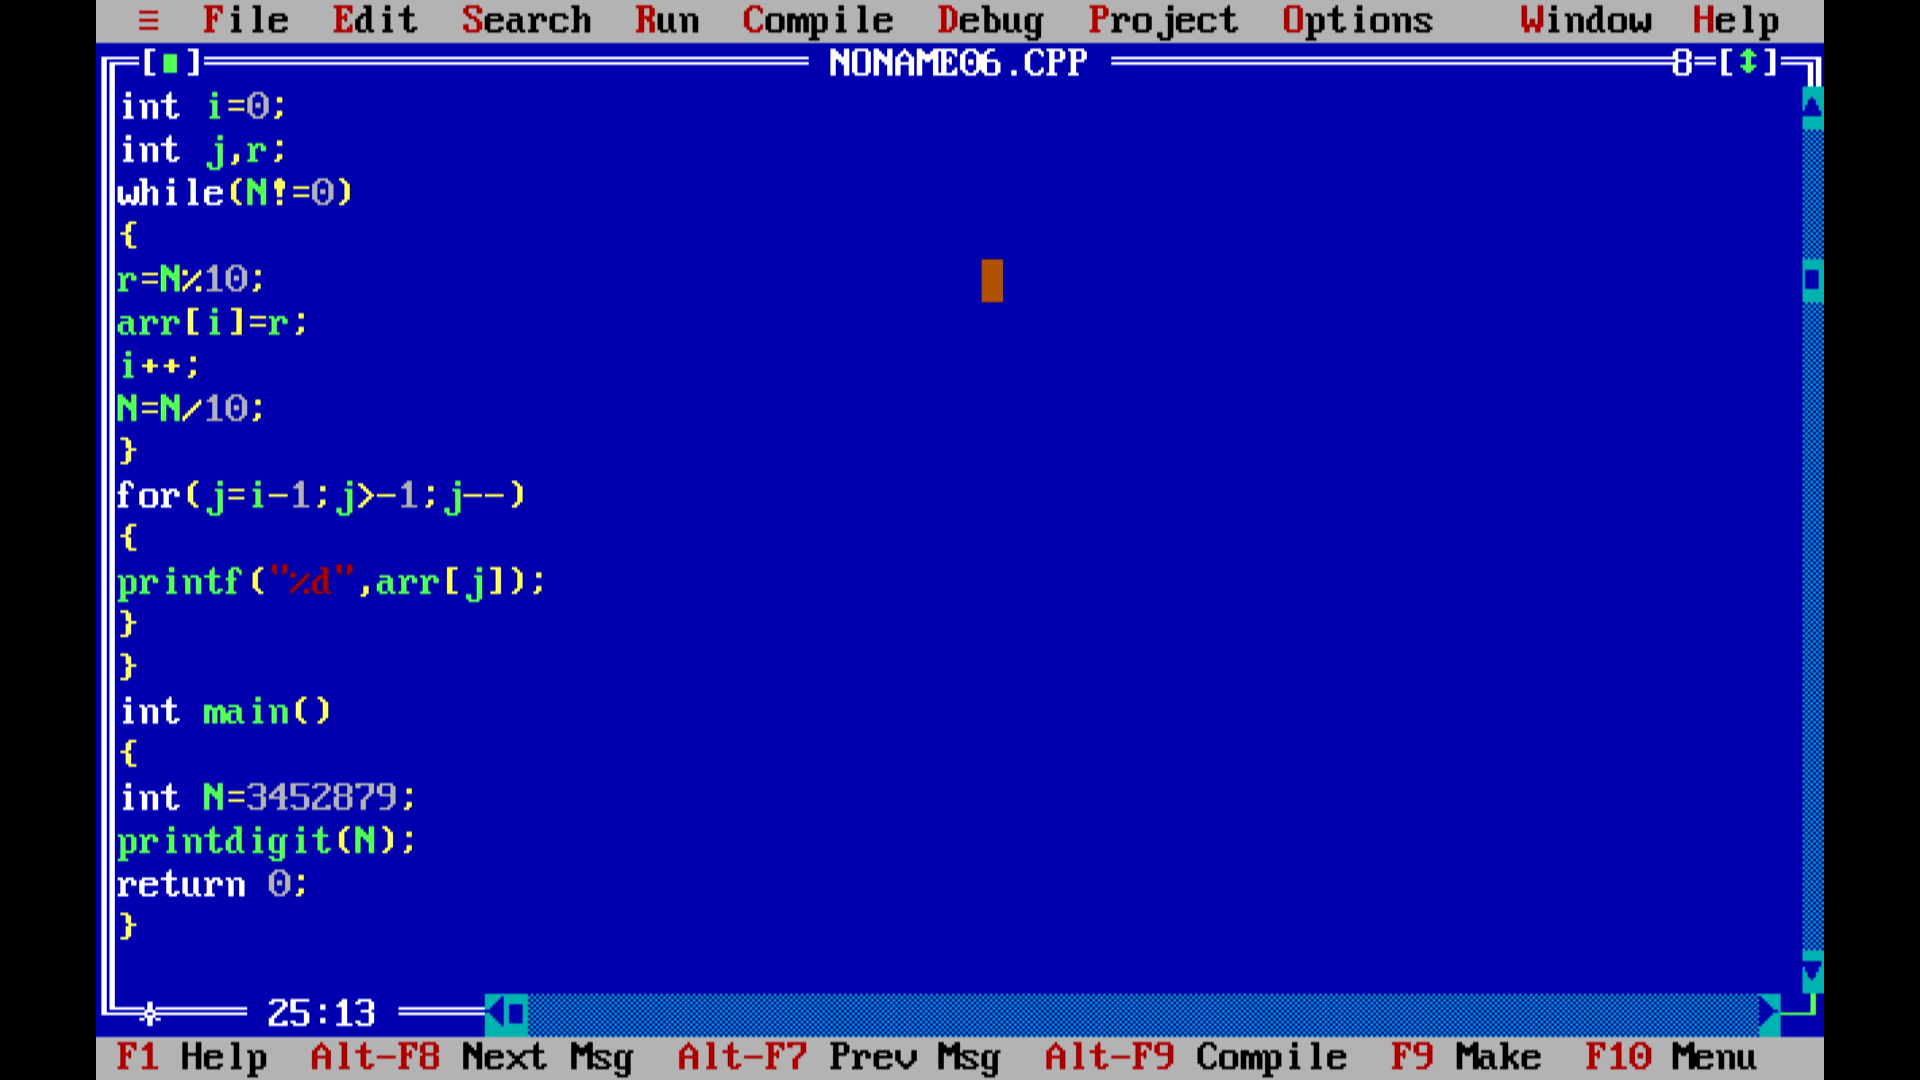 ≡ File Edit Search Run Compile Debug Project Options Window Help
[■] NONAME06.CPP 8=[↕]
int i=0;
int j,r;
while(N!=0)
{
r=N%10;
arr[i]=r;
i++;
N=N/10;
}
for(j=i-1;j>-1;j--)
{
printf("%d",arr[j]);
}
}
int main()
{
int N=3452879;
printdigit(N);
return 0;
}
25:13
F1 Help Alt-F8 Next Msg Alt-F7 Prev Msg Alt-F9 Compile F9 Make F10 Menu